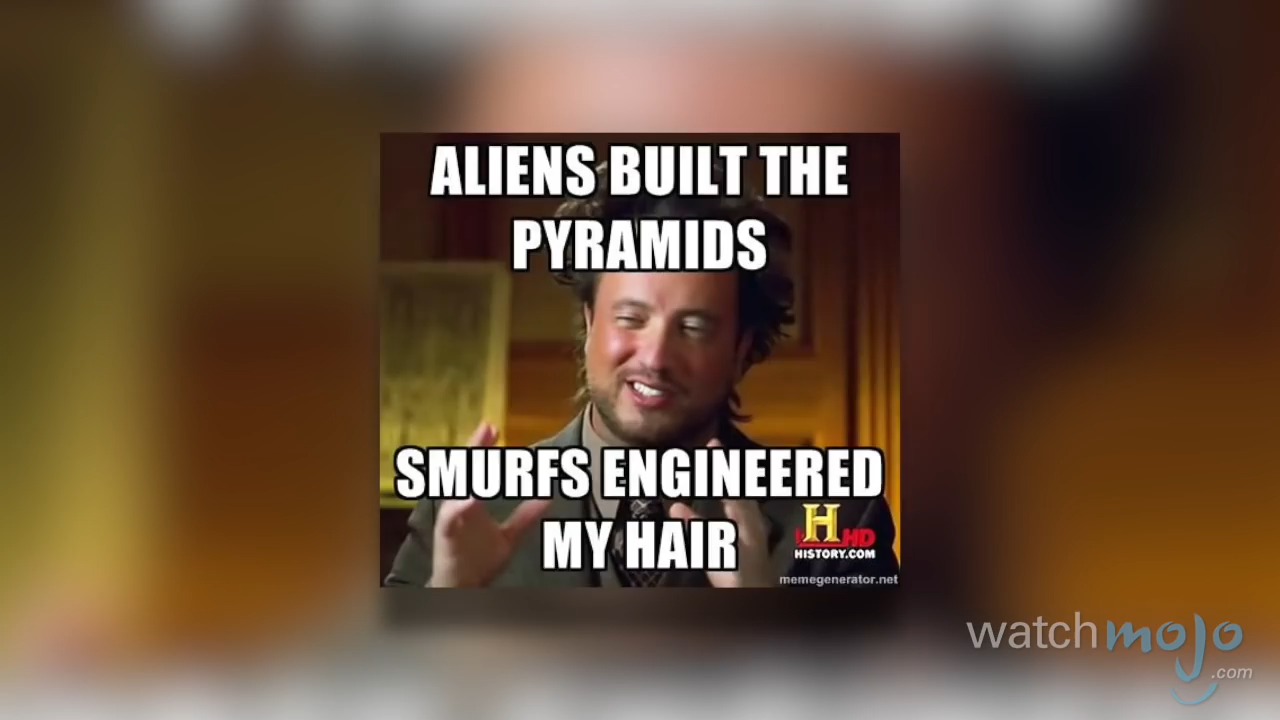 ALIENS BUILT THE
PYRAMIDS
SMURFS ENGINEERED
MY HAIR
H HD
HISTORY.COM
memegenerator.net
watchmojo
.com